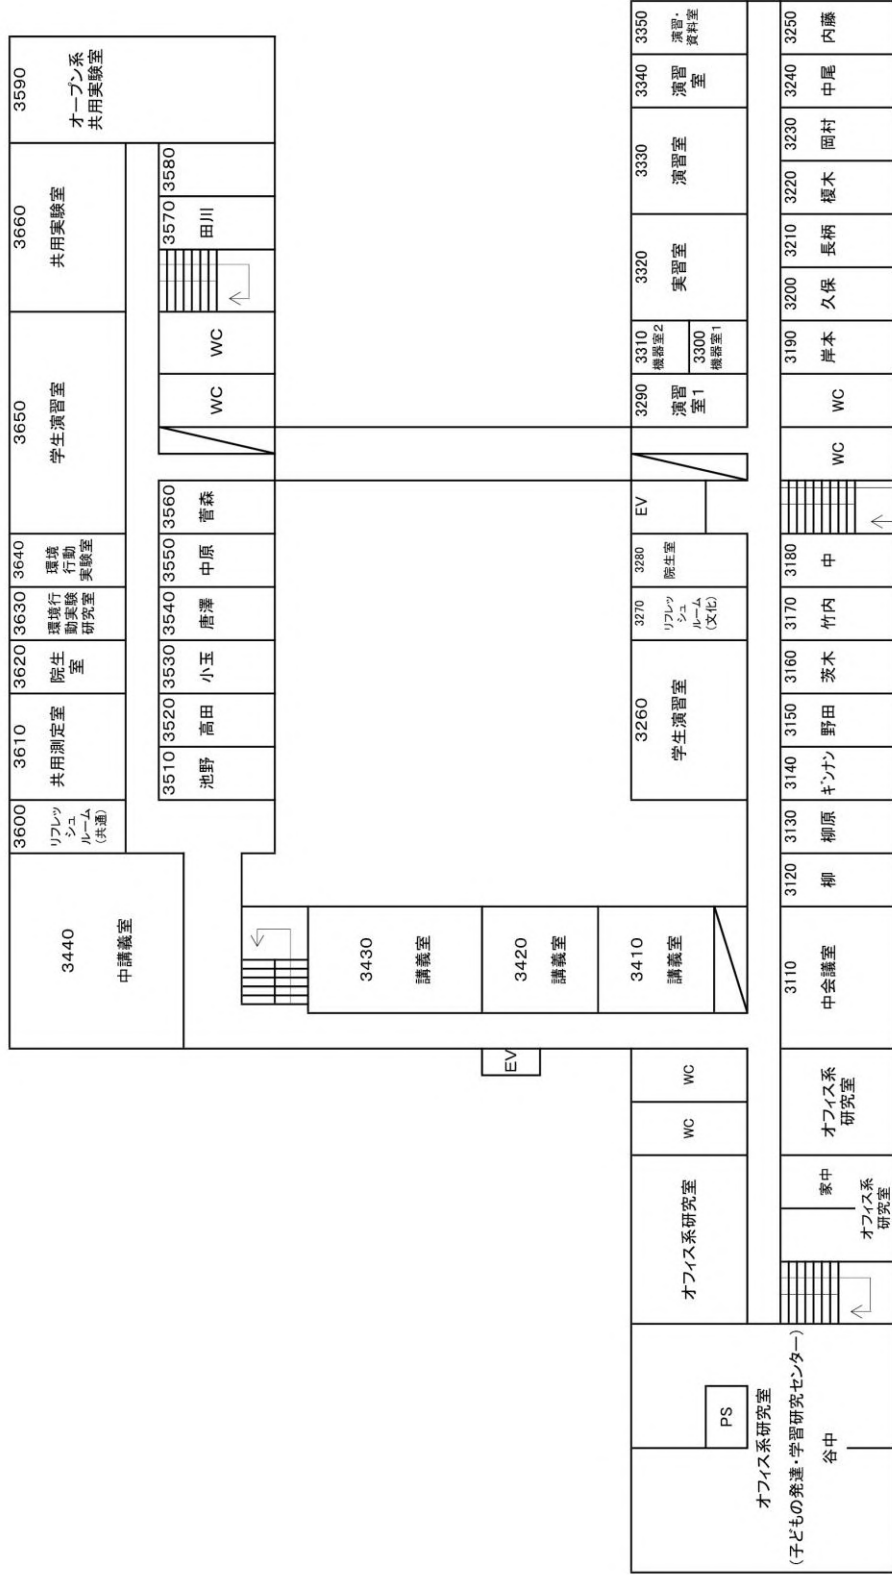 3590
オープン系
共用実験室
3660
共用実験室
3650
学生演習室
3640
環境
行動
実験室
3630
環境行
動実験
研究室
3620
院生
室
3610
共用測定室
3600
リフレッ
シュ
ルーム
(共通)
3440
中講義室
3580
3570
田川
WC
WC
3560
菅森
3550
中原
3540
唐澤
3530
小玉
3520
高田
3510
池野
3430
講義室
3420
講義室
3410
講義室
EV
3350
演習・
資料室
3340
演習
室
3330
演習室
3320
実習室
3310
機器室2
3300
機器室1
3290
演習
室1
EV
3280
院生室
3270
リフレッ
シュ
ルーム
(文化)
3260
学生演習室
WC
WC
オフィス系研究室
PS
オフィス系研究室
(子どもの発達・学習研究センター)
谷中
3250
内藤
3240
中尾
3230
岡村
3220
榎木
3210
長柄
3200
久保
3190
岸本
WC
WC
3180
中
3170
竹内
3160
茨木
3150
野田
3140
ギンナン
3130
柳原
3120
柳
3110
中会議室
オフィス系
研究室
家中
オフィス系
研究室